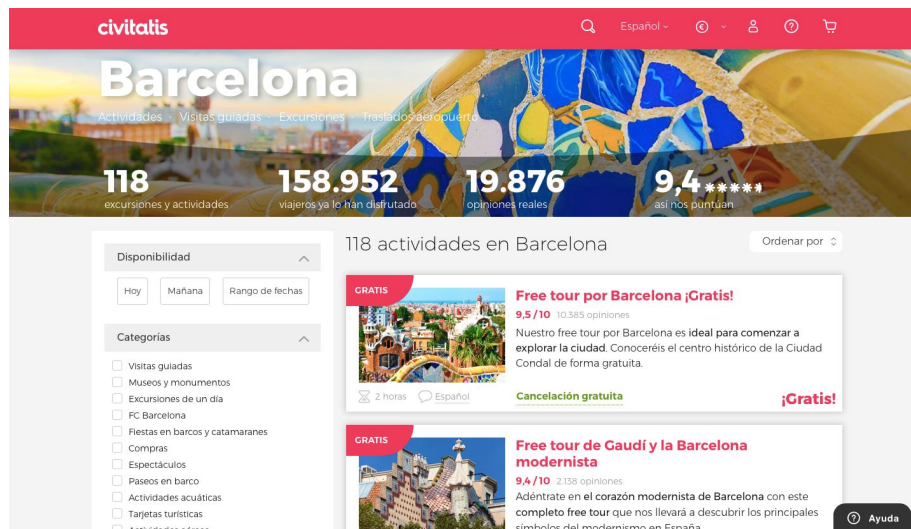 civitatis
Español
Barcelona
Actividades · Visitas guiadas · Excursiones · Traslados aeropuerto
118
excursiones y actividades
158.952
viajeros ya lo han disfrutado
19.876
opiniones reales
9,4
así nos puntúan
Disponibilidad
Hoy
Mañana
Rango de fechas
Categorías
Visitas guiadas
Museos y monumentos
Excursiones de un día
FC Barcelona
Fiestas en barcos y catamaranes
Compras
Espectáculos
Paseos en barco
Actividades acuáticas
Tarjetas turísticas
Actividades aéreas
118 actividades en Barcelona
Ordenar por
GRATIS
Free tour por Barcelona ¡Gratis!
9,5 / 10 10.385 opiniones
Nuestro free tour por Barcelona es ideal para comenzar a
explorar la ciudad. Conoceréis el centro histórico de la Ciudad
Condal de forma gratuita.
2 horas Español
Cancelación gratuita
¡Gratis!
GRATIS
Free tour de Gaudí y la Barcelona
modernista
9,4 / 10 2.138 opiniones
Adéntrate en el corazón modernista de Barcelona con este
completo free tour que nos llevará a descubrir los principales
símbolos del modernismo en España.
Ayuda